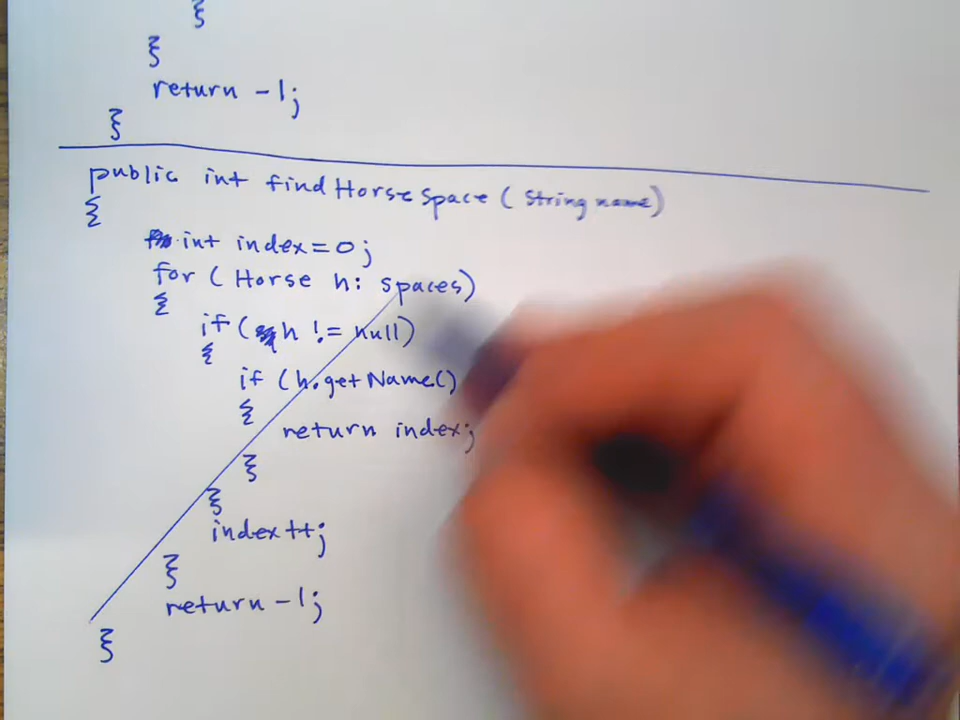 }
}
return -1;
}
public int findHorseSpace (String name)
{
int index=0;
for (Horse h: spaces)
{
if (h != null)
{
if (h.getName()
{
return index;
}
}
index++;
}
return -1;
}